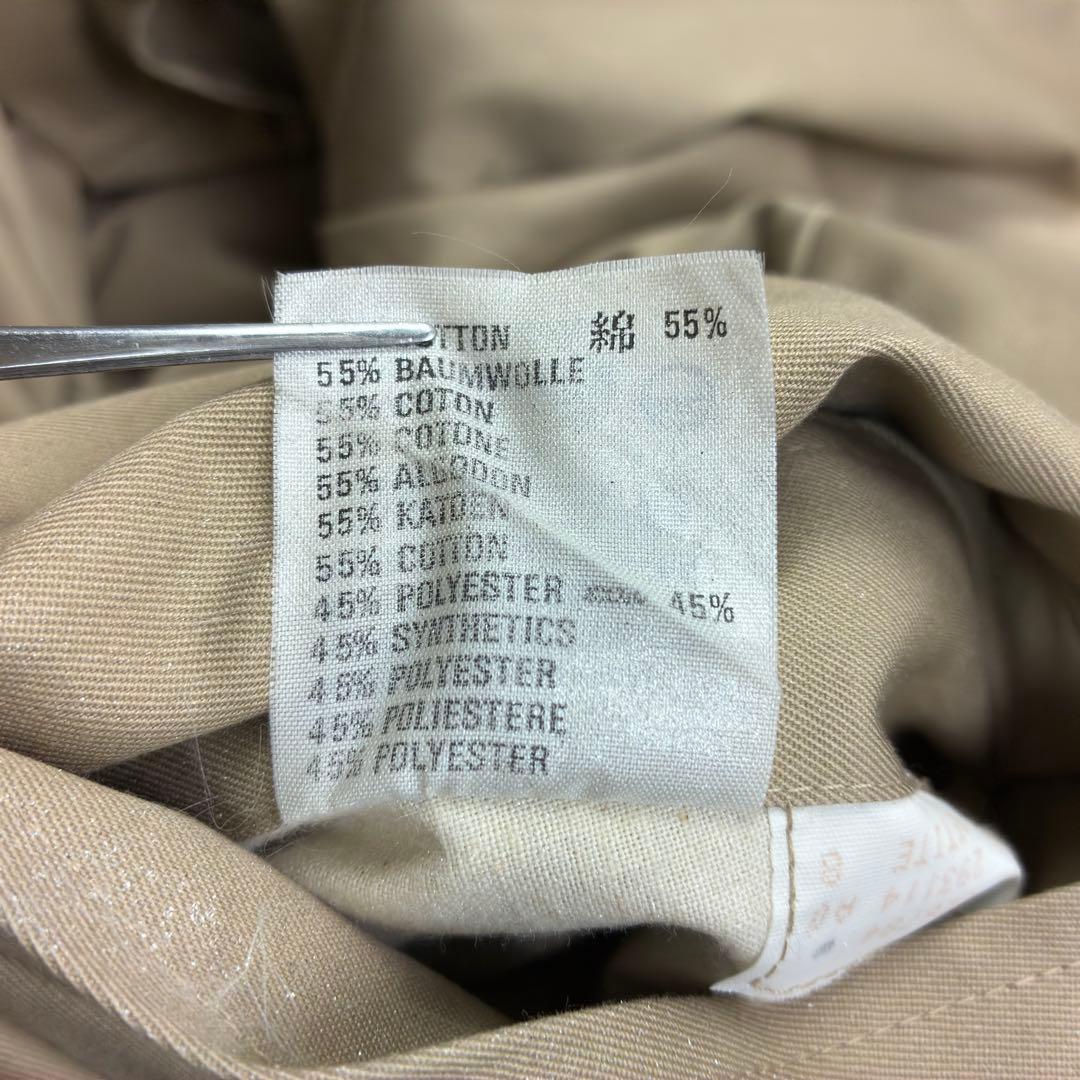 OTTON 綿 55%
55% BAUMWOLLE
55% COTON
55% COTONE
55% ALGODON
55% KATOEN
55% COTTON
45% POLYESTER 45%
45% SYNTHETICS
45% POLYESTER
45% POLIESTERE
45% POLYESTER